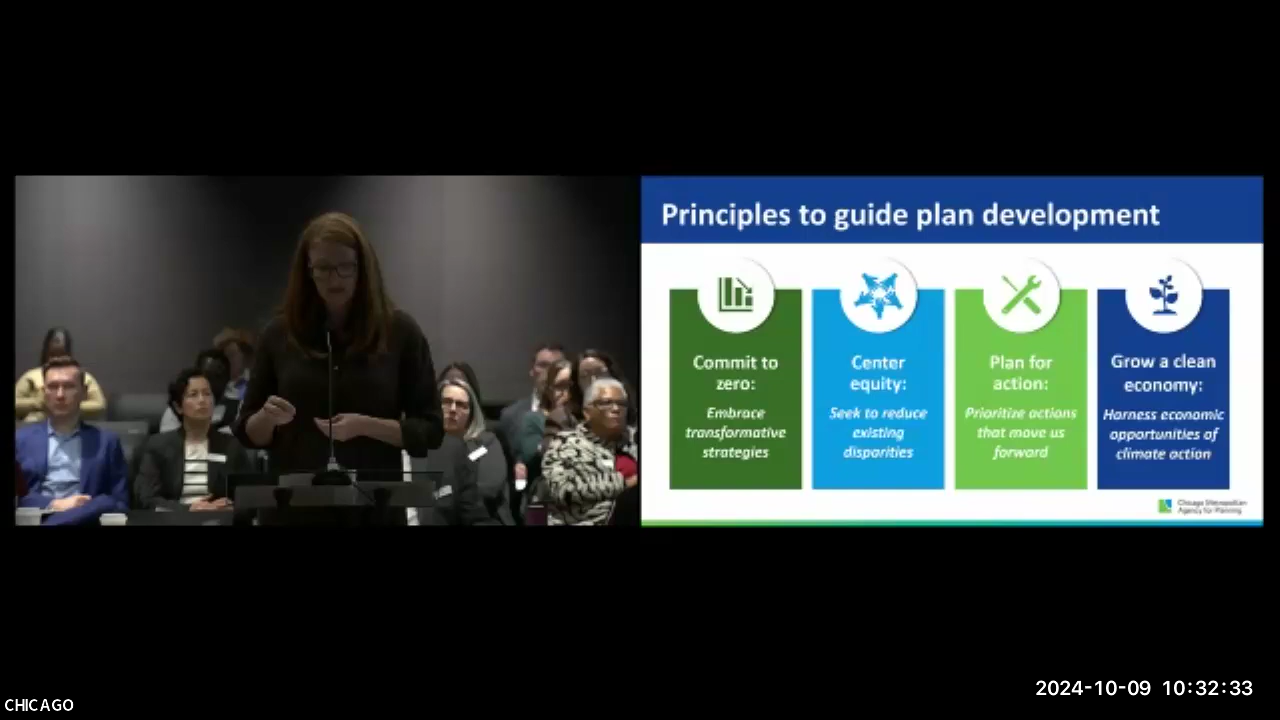 Principles to guide plan development
Commit to
zero:
Embrace
transformative
strategies
Center
equity:
Seek to reduce
existing
disparities
Plan for
action:
Prioritize actions
that move us
forward
Grow a clean
economy:
Harness economic
opportunities of
climate action
Chicago Metropolitan
Agency for Planning
2024-10-09 10:32:33
CHICAGO